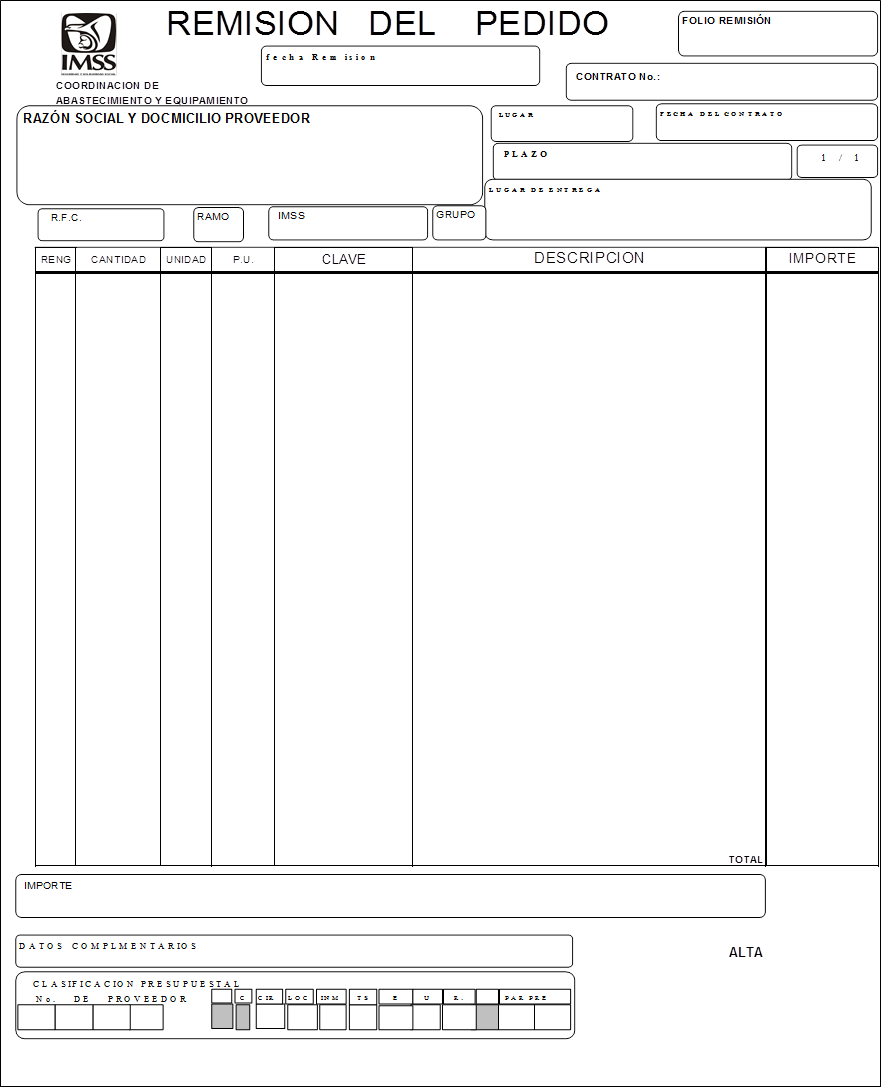 REMISION DEL PEDIDO
FOLIO REMISIÓN
fecha Remision
IMSS
CONTRATO No.:
COORDINACION DE
ABASTECIMIENTO Y EQUIPAMIENTO
RAZÓN SOCIAL Y DOCMICILIO PROVEEDOR
LUGAR
FECHA DEL CONTRATO
PLAZO
1 / 1
LUGAR DE ENTREGA
R.F.C.
RAMO
IMSS
GRUPO
RENG CANTIDAD UNIDAD P.U. CLAVE DESCRIPCION IMPORTE
TOTAL
IMPORTE
DATOS COMPLMENTARIOS
ALTA
CLASIFICACION PRESUPUESTAL
No. DE PROVEEDOR
C CIR LOC INM TS E U R. PAR PRE